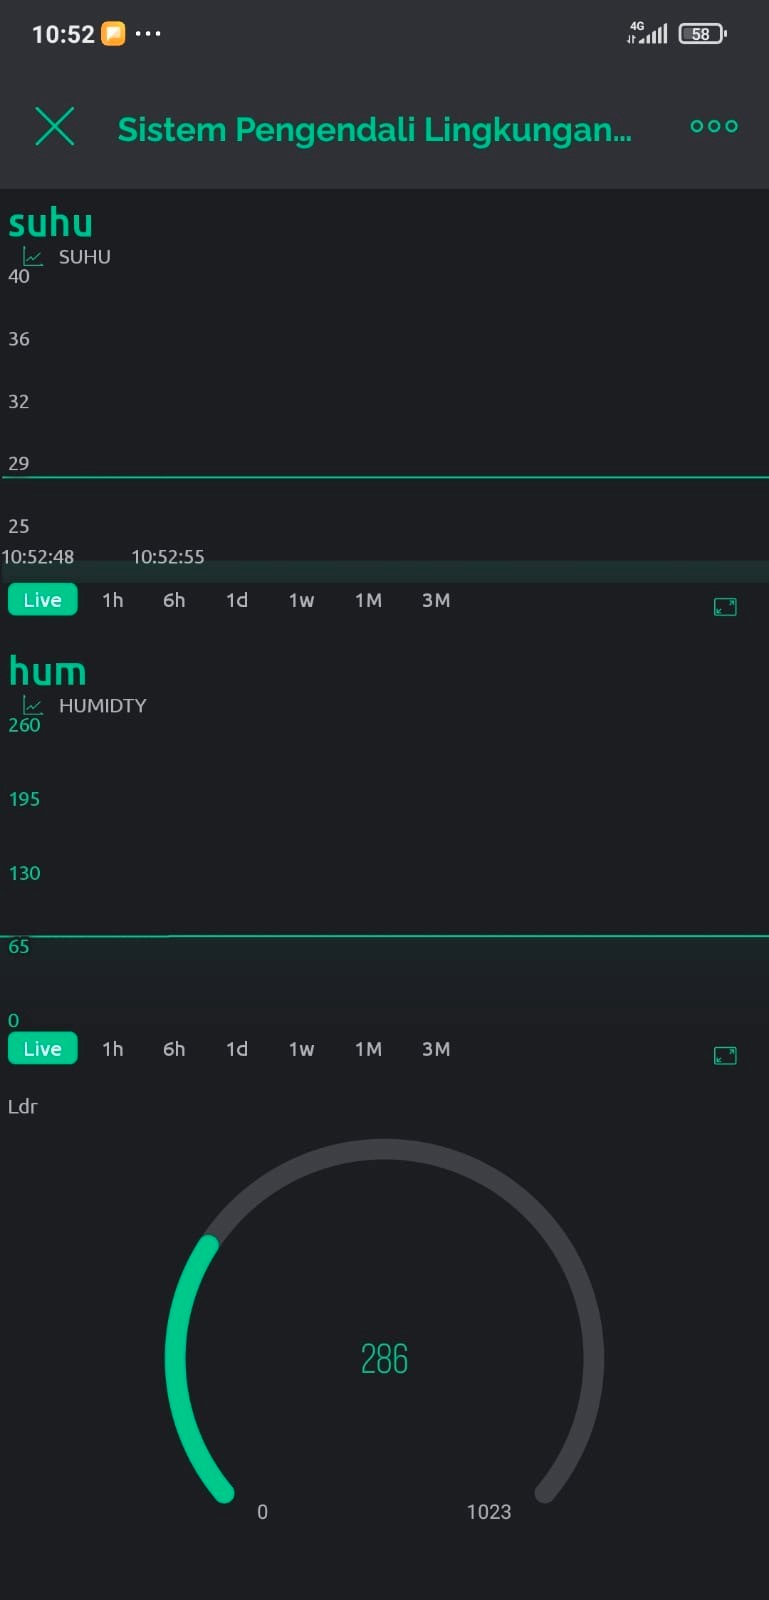 10:52
4G
58
Sistem Pengendali Lingkungan...
suhu
SUHU
40
36
32
29
25
10:52:48 10:52:55
Live 1h 6h 1d 1w 1M 3M
hum
HUMIDTY
260
195
130
65
0
Live 1h 6h 1d 1w 1M 3M
Ldr
286
0 1023